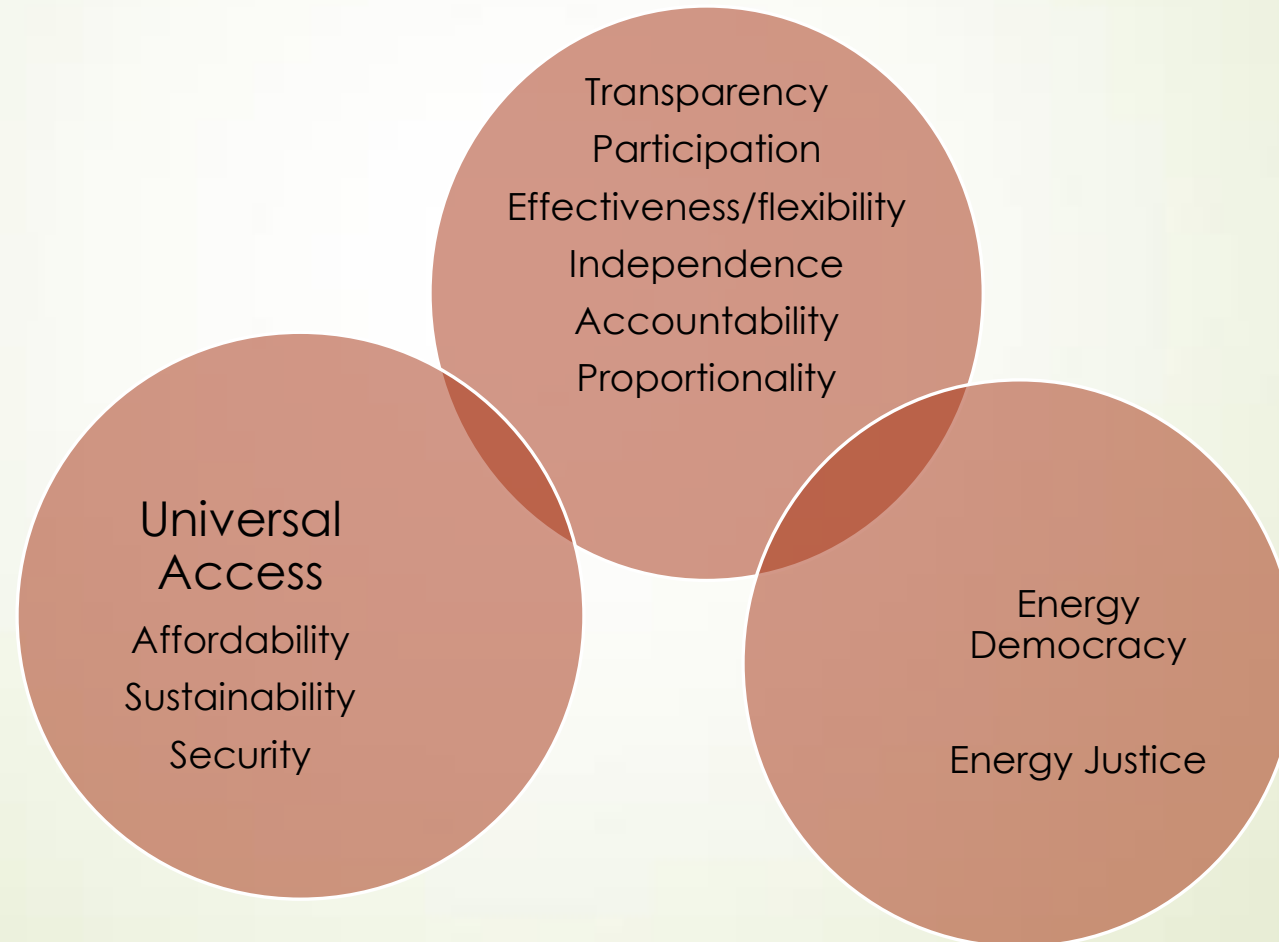 Transparency
Participation
Effectiveness/flexibility
Independence
Accountability
Proportionality
Universal
Access
Affordability
Sustainability
Security
Energy
Democracy
Energy Justice